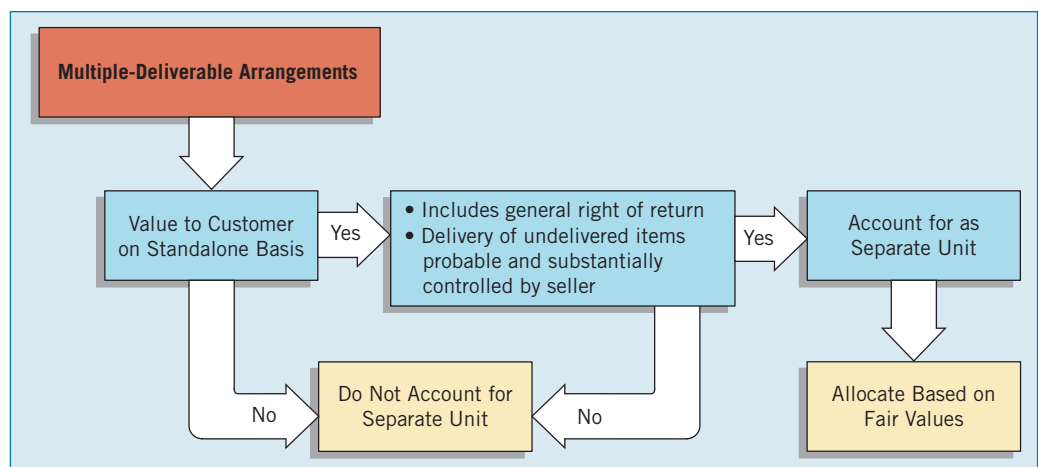 Multiple-Deliverable Arrangements
Value to Customer
on Standalone Basis
Yes
• Includes general right of return
• Delivery of undelivered items
probable and substantially
controlled by seller
Yes
Account for as
Separate Unit
No
Do Not Account for
Separate Unit
No
Allocate Based on
Fair Values